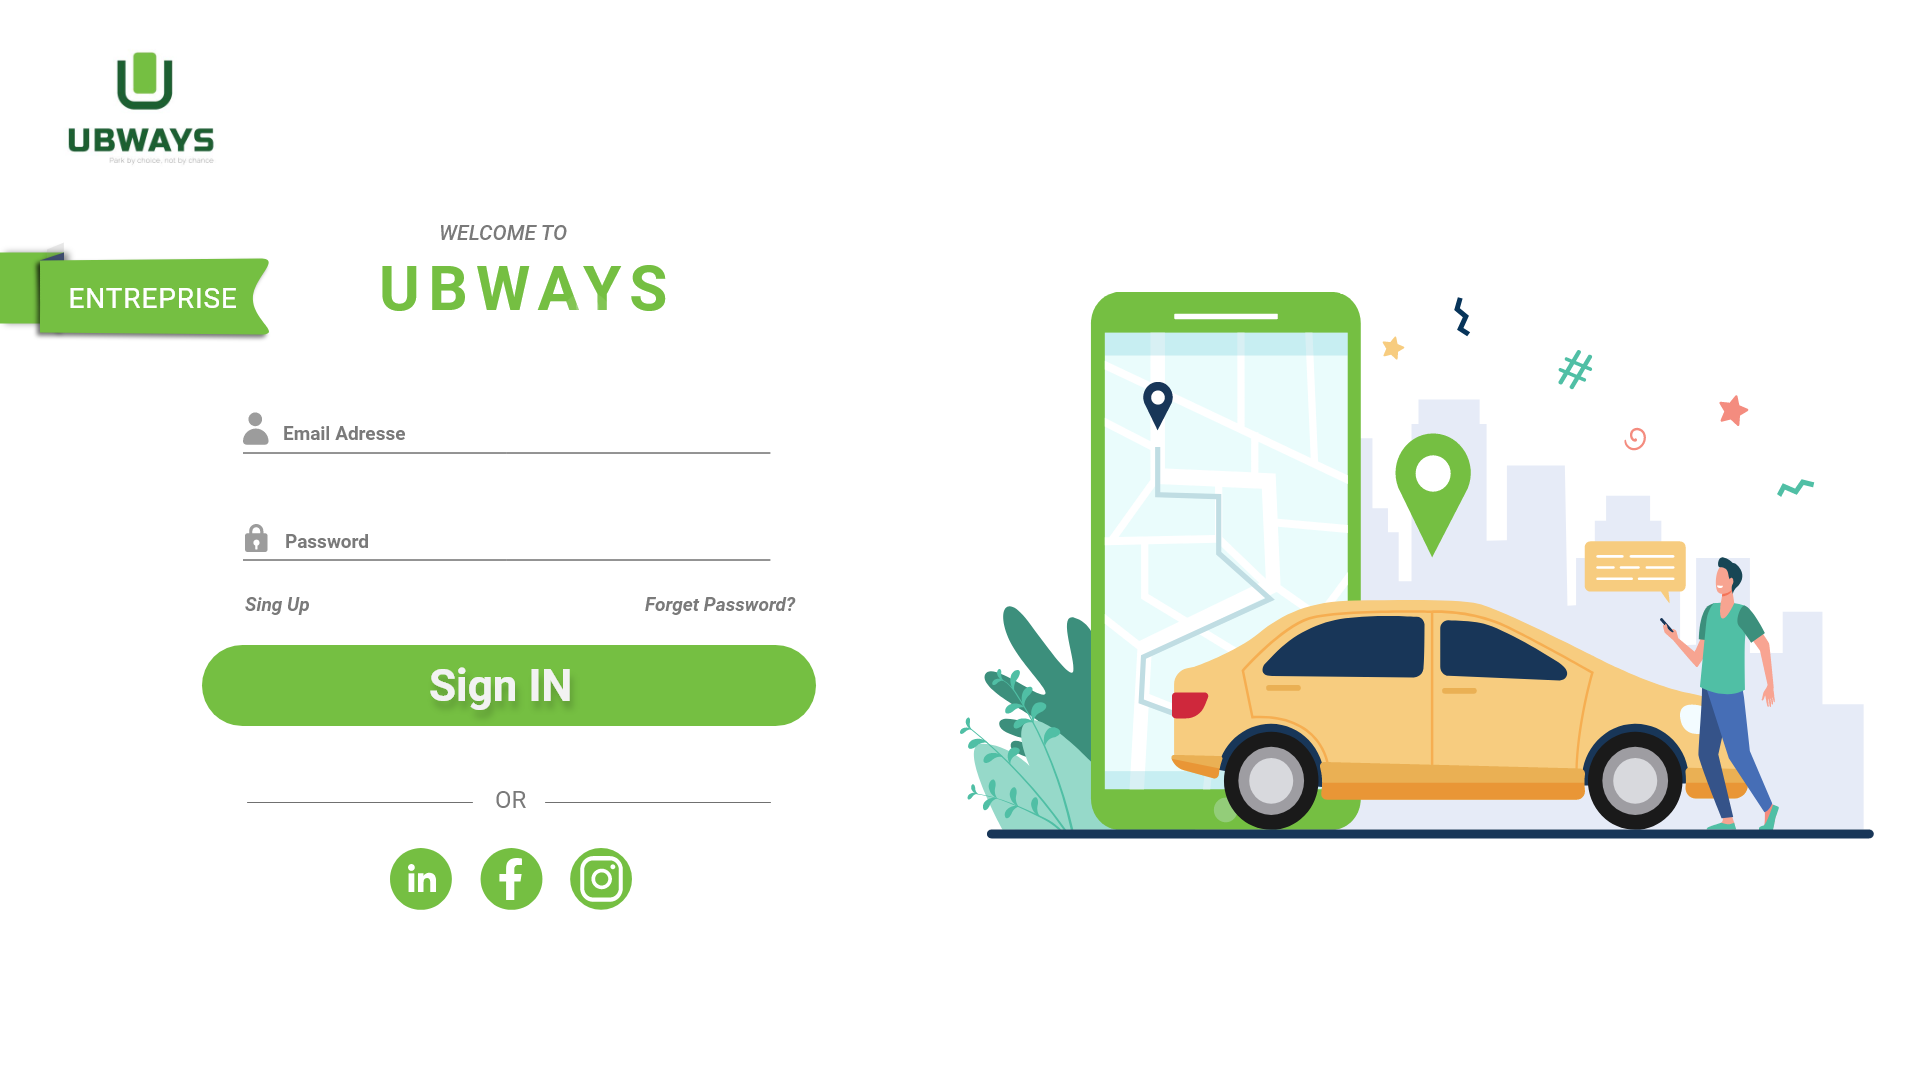 UBWAYS
Park by choice, not by chance
WELCOME TO
UBWAYS
ENTREPRISE
Email Adresse
Password
Sing Up
Forget Password?
Sign IN
OR
in
f
#